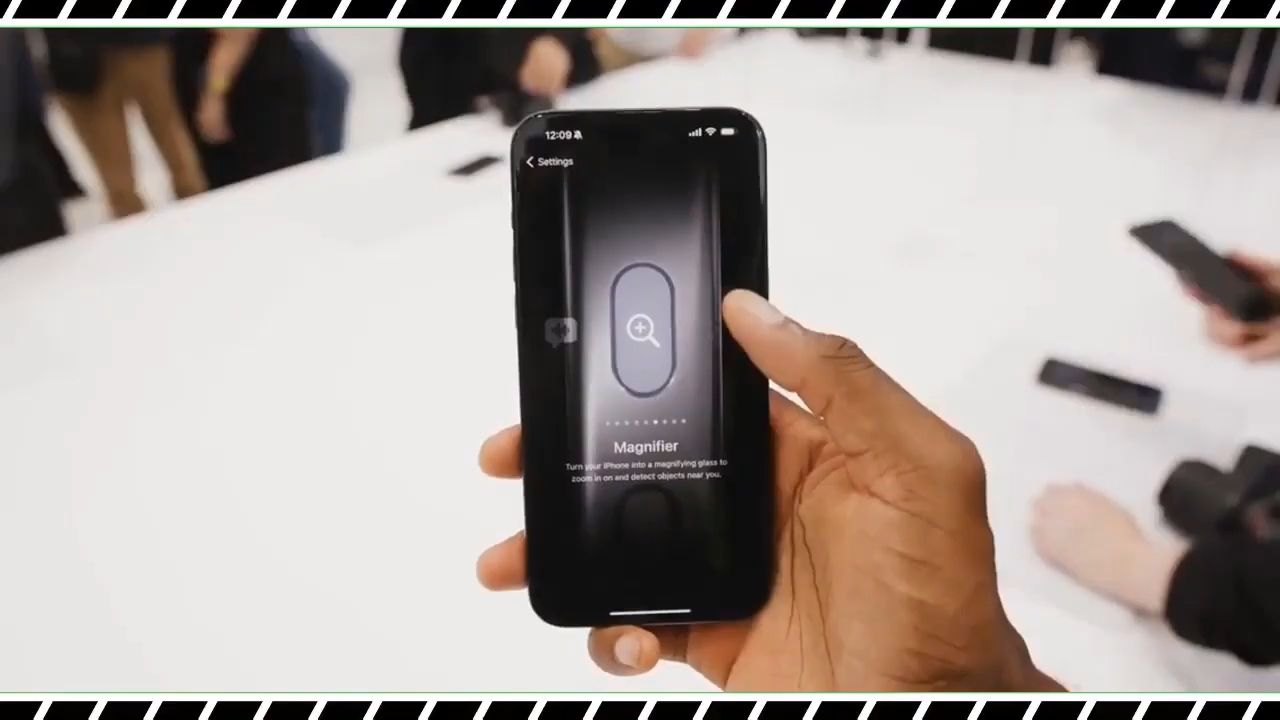 12:09
Settings
Magnifier
Turn your iPhone into a magnifying glass to
zoom in on and detect objects near you.